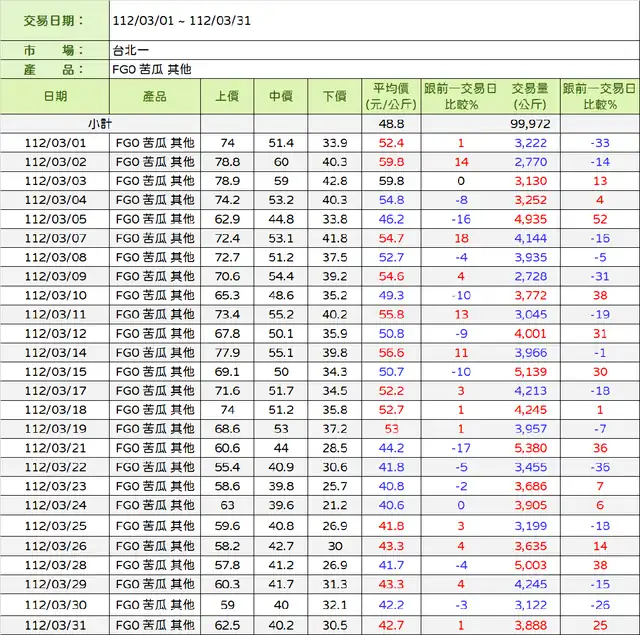 交易日期： 112/03/01 ~ 112/03/31
市 場： 台北一
產 品： FG0 苦瓜 其他
日期 產品 上價 中價 下價 平均價 跟前一交易日 交易量 跟前一交易日
(元/公斤) 比較% (公斤) 比較%
小計 48.8 99,972
112/03/01 FG0 苦瓜 其他 74 51.4 33.9 52.4 1 3,222 -33
112/03/02 FG0 苦瓜 其他 78.8 60 40.3 59.8 14 2,770 -14
112/03/03 FG0 苦瓜 其他 78.9 59 42.8 59.8 0 3,130 13
112/03/04 FG0 苦瓜 其他 74.2 53.2 40.3 54.8 -8 3,252 4
112/03/05 FG0 苦瓜 其他 62.9 44.8 33.8 46.2 -16 4,935 52
112/03/07 FG0 苦瓜 其他 72.4 53.1 41.8 54.7 18 4,144 -16
112/03/08 FG0 苦瓜 其他 72.7 51.2 37.5 52.7 -4 3,935 -5
112/03/09 FG0 苦瓜 其他 70.6 54.4 39.2 54.6 4 2,728 -31
112/03/10 FG0 苦瓜 其他 65.3 48.6 35.2 49.3 -10 3,772 38
112/03/11 FG0 苦瓜 其他 73.4 55.2 40.2 55.8 13 3,045 -19
112/03/12 FG0 苦瓜 其他 67.8 50.1 35.9 50.8 -9 4,001 31
112/03/14 FG0 苦瓜 其他 77.9 55.1 39.8 56.6 11 3,966 -1
112/03/15 FG0 苦瓜 其他 69.1 50 34.3 50.7 -10 5,139 30
112/03/17 FG0 苦瓜 其他 71.6 51.7 34.5 52.2 3 4,213 -18
112/03/18 FG0 苦瓜 其他 74 51.2 35.8 52.7 1 4,245 1
112/03/19 FG0 苦瓜 其他 68.6 53 37.2 53 1 3,957 -7
112/03/21 FG0 苦瓜 其他 60.6 44 28.5 44.2 -17 5,380 36
112/03/22 FG0 苦瓜 其他 55.4 40.9 30.6 41.8 -5 3,455 -36
112/03/23 FG0 苦瓜 其他 58.6 39.8 25.7 40.8 -2 3,686 7
112/03/24 FG0 苦瓜 其他 63 39.6 21.2 40.6 0 3,905 6
112/03/25 FG0 苦瓜 其他 59.6 40.8 26.9 41.8 3 3,199 -18
112/03/26 FG0 苦瓜 其他 58.2 42.7 30 43.3 4 3,635 14
112/03/28 FG0 苦瓜 其他 57.8 41.2 26.9 41.7 -4 5,003 38
112/03/29 FG0 苦瓜 其他 60.3 41.7 31.3 43.3 4 4,245 -15
112/03/30 FG0 苦瓜 其他 59 40 32.1 42.2 -3 3,122 -26
112/03/31 FG0 苦瓜 其他 62.5 40.2 30.5 42.7 1 3,888 25